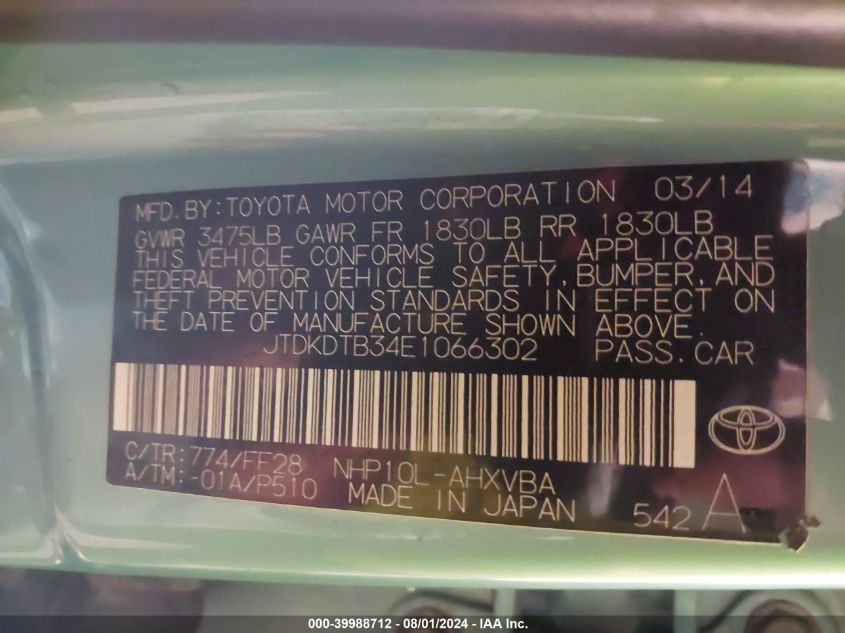 MFD.BY:TOYOTA MOTOR CORPORATION 03/14
GVWR 3475LB GAWR FR 1830LB RR 1830LB
THIS VEHICLE CONFORMS TO ALL APPLICABLE
FEDERAL MOTOR VEHICLE SAFETY,BUMPER,AND
THEFT PREVENTION STANDARDS IN EFFECT ON
THE DATE OF MANUFACTURE SHOWN ABOVE.
JTDKDTB34E1066302 PASS.CAR
C/TR:774/FF28 NHP10L-AHXVBA
A/TM:-01A/P510 MADE IN JAPAN 542 A
000-39988712 - 08/01/2024 - IAA Inc.